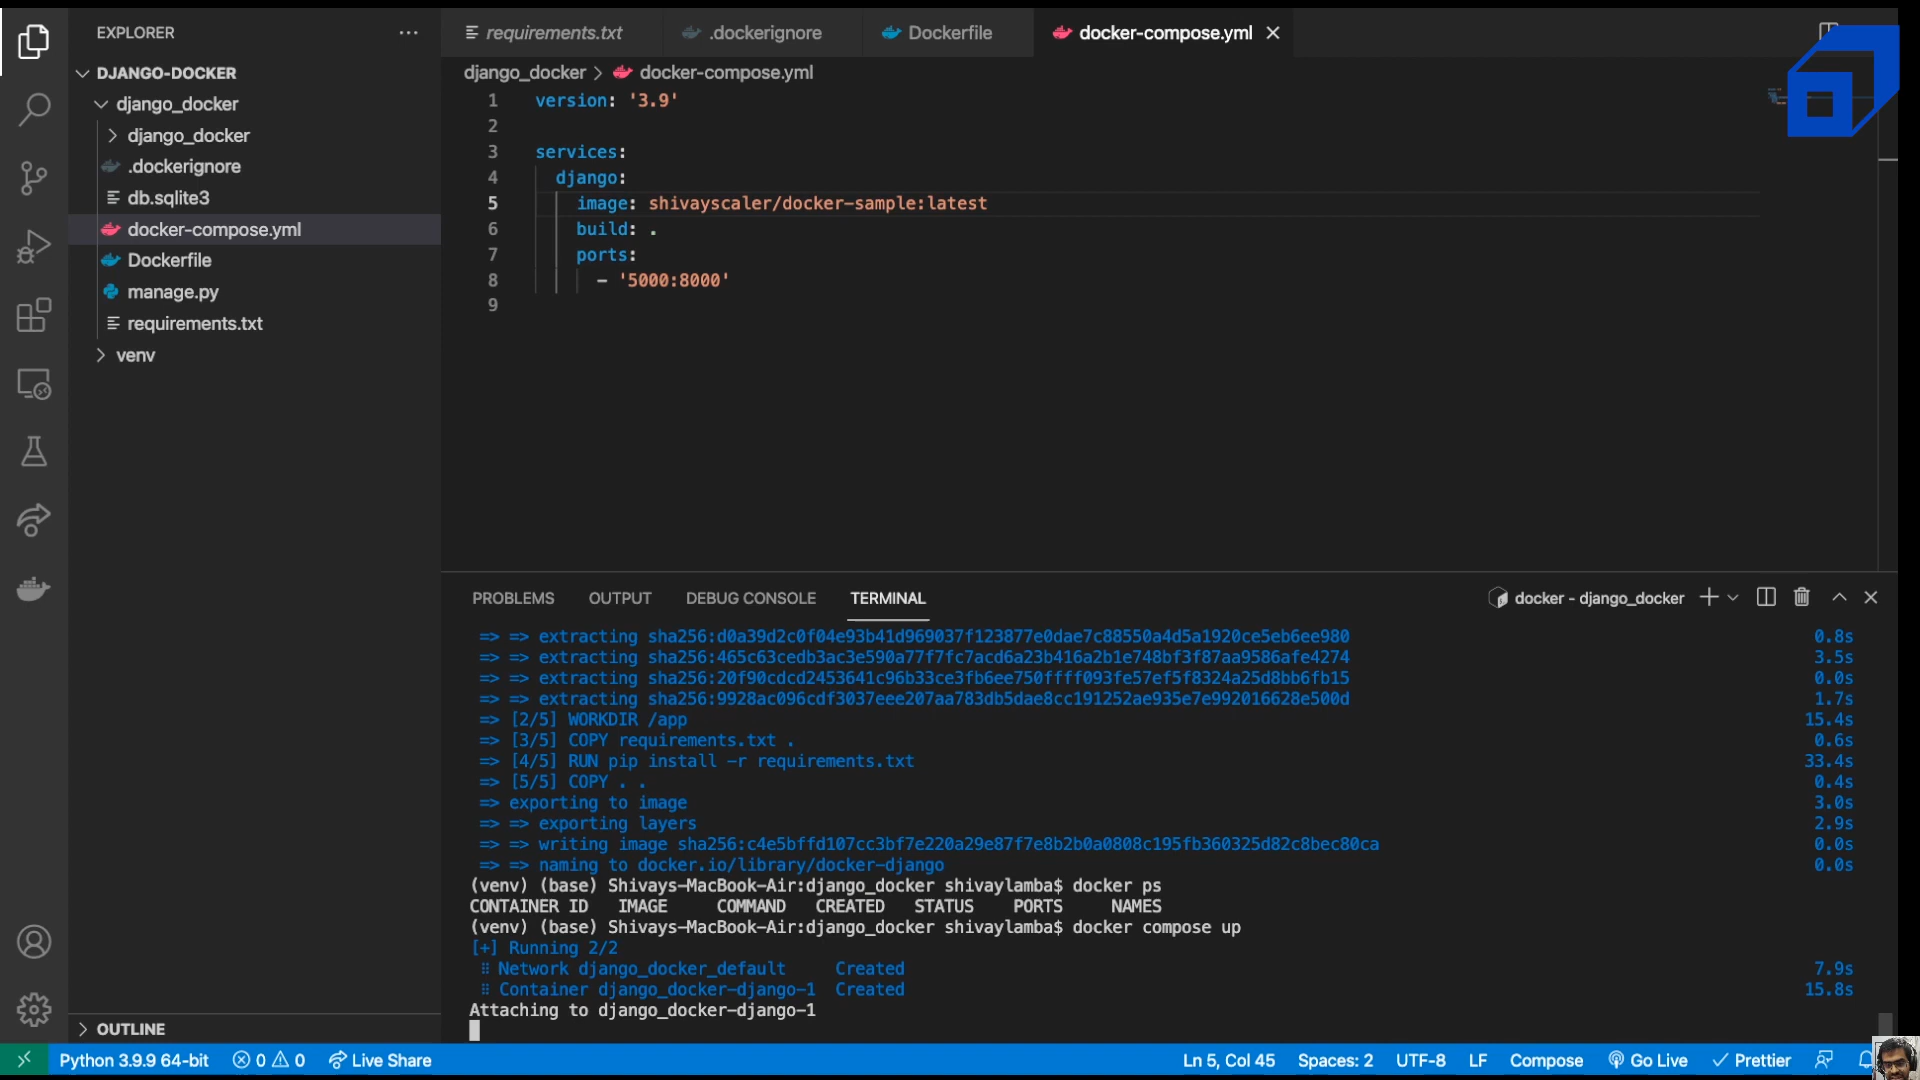 EXPLORER
DJANGO-DOCKER
django_docker
django_docker
.dockerignore
db.sqlite3
docker-compose.yml
Dockerfile
manage.py
requirements.txt
venv
OUTLINE
requirements.txt
.dockerignore
Dockerfile
docker-compose.yml
django_docker > docker-compose.yml
1 version: '3.9'
2
3 services:
4 django:
5 image: shivayscaler/docker-sample:latest
6 build: .
7 ports:
8 - '5000:8000'
9
PROBLEMS OUTPUT DEBUG CONSOLE TERMINAL
docker - django_docker
=> => extracting sha256:d0a39d2c0f04e93b41d969037f123877e0dae7c88550a4d5a1920ce5eb6ee980 0.8s
=> => extracting sha256:465c63cedb3ac3e590a77f7fc7acd6a23b416a2b1e748bf3f87aa9586afe4274 3.5s
=> => extracting sha256:20f90cdcd2453641c96b33ce3fb6ee750ffff093fe57ef5f8324a25d8bb6fb15 0.0s
=> => extracting sha256:9928ac096cdf3037eee207aa783db5dae8cc191252ae935e7e992016628e500d 1.7s
=> [2/5] WORKDIR /app 15.4s
=> [3/5] COPY requirements.txt . 0.6s
=> [4/5] RUN pip install -r requirements.txt 33.4s
=> [5/5] COPY . . 0.4s
=> exporting to image 3.0s
=> => exporting layers 2.9s
=> => writing image sha256:c4e5bffd107cc3bf7e220a29e87f7e8b2b0a0808c195fb360325d82c8bec80ca 0.0s
=> => naming to docker.io/library/docker-django 0.0s
(venv) (base) Shivays-MacBook-Air:django_docker shivaylamba$ docker ps
CONTAINER ID IMAGE COMMAND CREATED STATUS PORTS NAMES
(venv) (base) Shivays-MacBook-Air:django_docker shivaylamba$ docker compose up
[+] Running 2/2
⠿ Network django_docker_default Created 7.9s
⠿ Container django_docker-django-1 Created 15.8s
Attaching to django_docker-django-1
Python 3.9.9 64-bit 0 0 Live Share Ln 5, Col 45 Spaces: 2 UTF-8 LF Compose Go Live Prettier